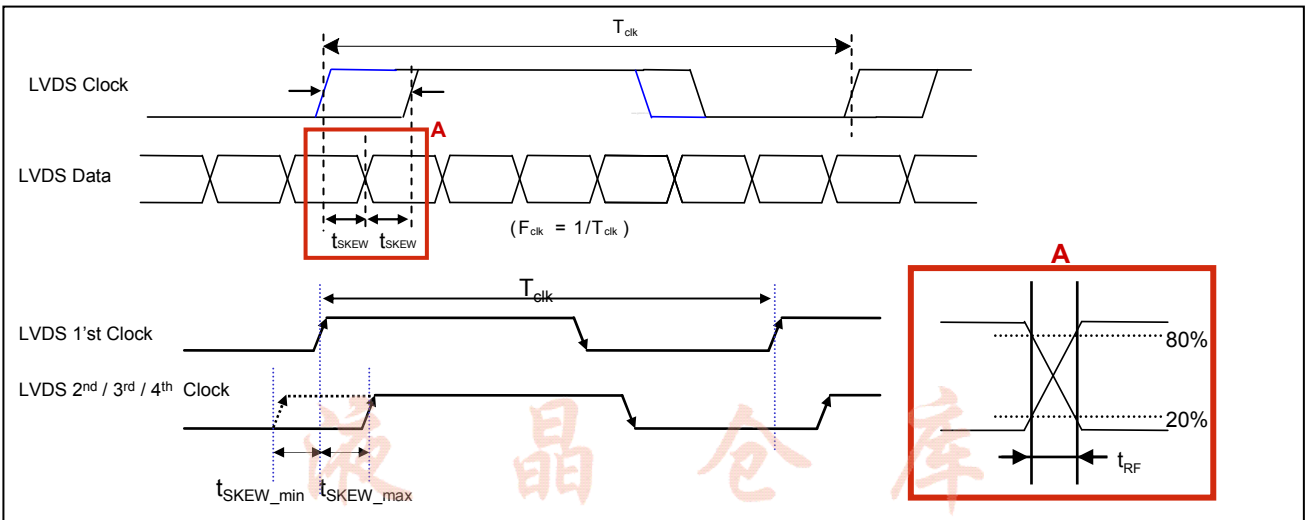 Tclk
LVDS Clock
A
LVDS Data
tSKEW tSKEW
(Fclk = 1/Tclk)
A
Tclk
LVDS 1'st Clock
80%
LVDS 2nd / 3rd / 4th Clock
20%
tRF
tSKEW_min tSKEW_max
液晶仓库